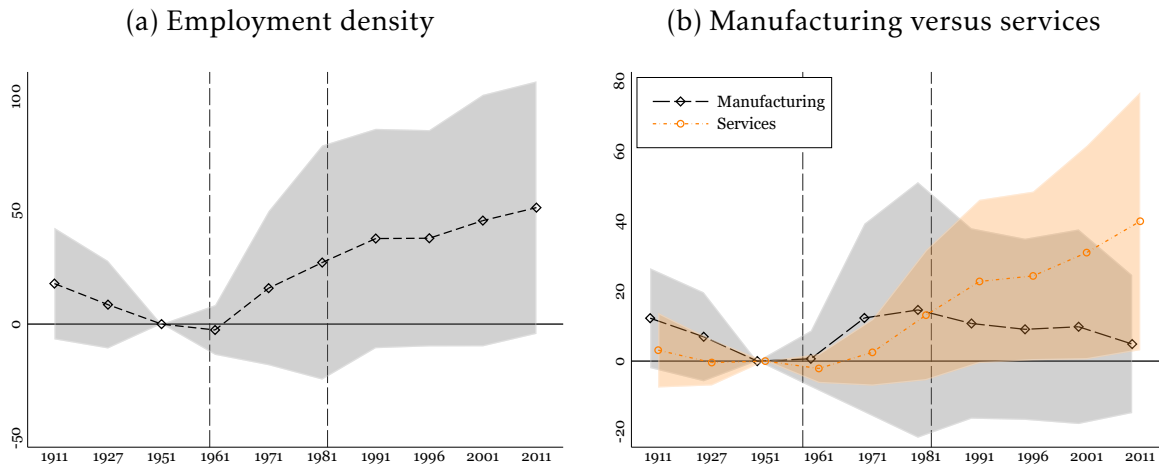 (a) Employment density
100
50
0
-50
1911 1927 1951 1961 1971 1981 1991 1996 2001 2011
(b) Manufacturing versus services
Manufacturing
Services
80
60
40
20
0
-20
1911 1927 1951 1961 1971 1981 1991 1996 2001 2011